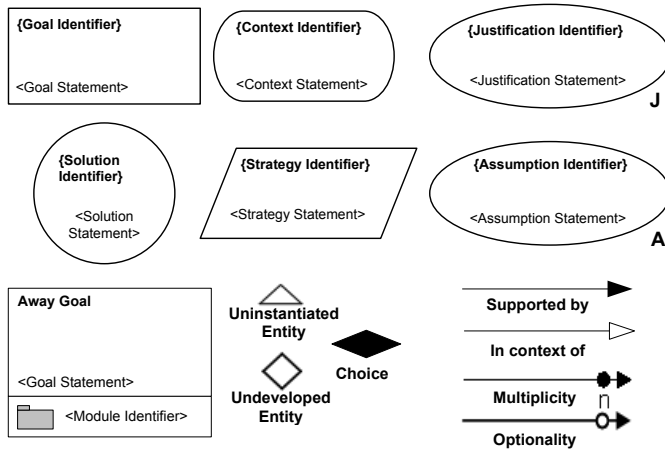 {Goal Identifier}
<Goal Statement>
{Context Identifier}
<Context Statement>
{Justification Identifier}
<Justification Statement>
J
{Solution
Identifier}
<Solution
Statement>
{Strategy Identifier}
<Strategy Statement>
{Assumption Identifier}
<Assumption Statement>
A
Away Goal
<Goal Statement>
<Module Identifier>
Uninstantiated
Entity
Undeveloped
Entity
Choice
Supported by
In context of
Multiplicity
n
Optionality